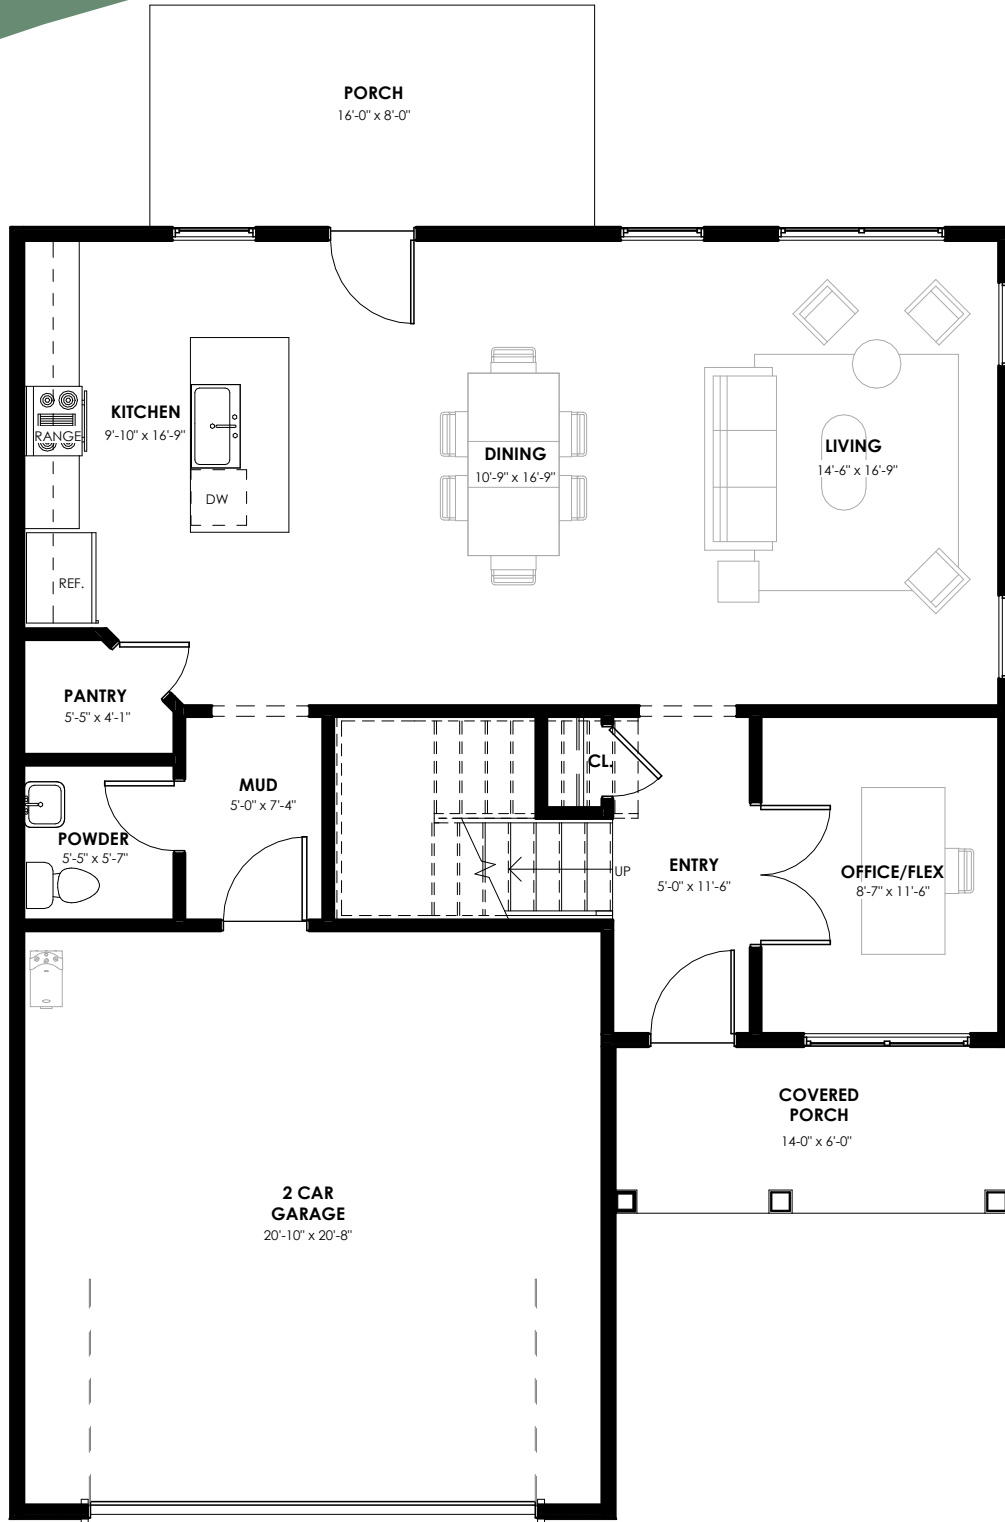 PORCH
16'-0" x 8'-0"
KITCHEN
9'-10" x 16'-9"
RANGE
DW
REF.
DINING
10'-9" x 16'-9"
LIVING
14'-6" x 16'-9"
PANTRY
5'-5" x 4'-1"
MUD
5'-0" x 7'-4"
CL.
POWDER
5'-5" x 5'-7"
UP
ENTRY
5'-0" x 11'-6"
OFFICE/FLEX
8'-7" x 11'-6"
COVERED
PORCH
14-0" x 6'-0"
2 CAR
GARAGE
20'-10" x 20'-8"